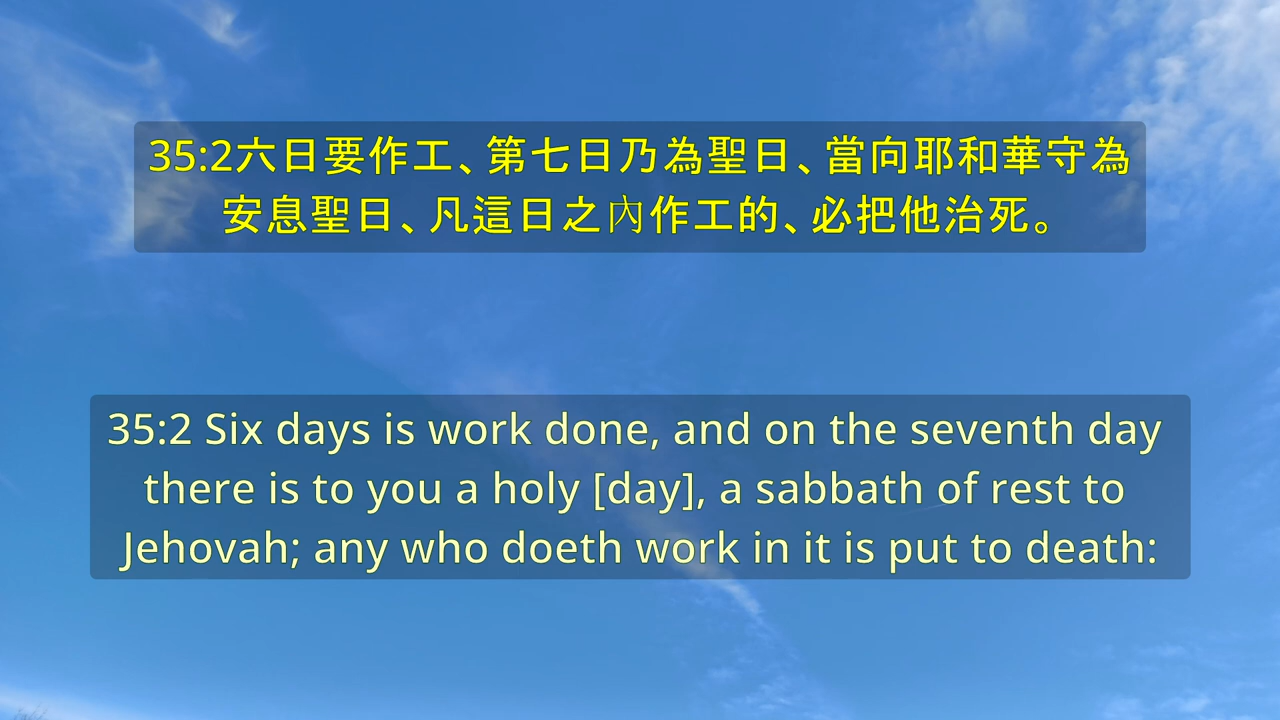 35:2六日要作工、第七日乃為聖日、當向耶和華守為
安息聖日、凡這日之內作工的、必把他治死。
35:2 Six days is work done, and on the seventh day
there is to you a holy [day], a sabbath of rest to
Jehovah; any who doeth work in it is put to death: